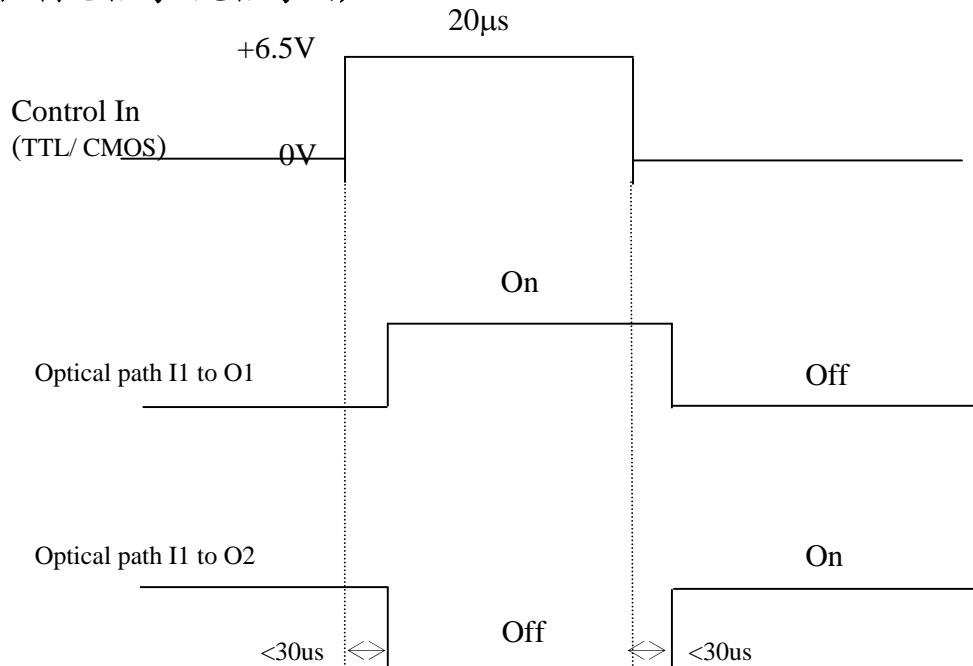 20μs
+6.5V
Control In
(TTL/ CMOS)
0V
On
Optical path I1 to O1
Off
Optical path I1 to O2
On
Off
<30us
<30us